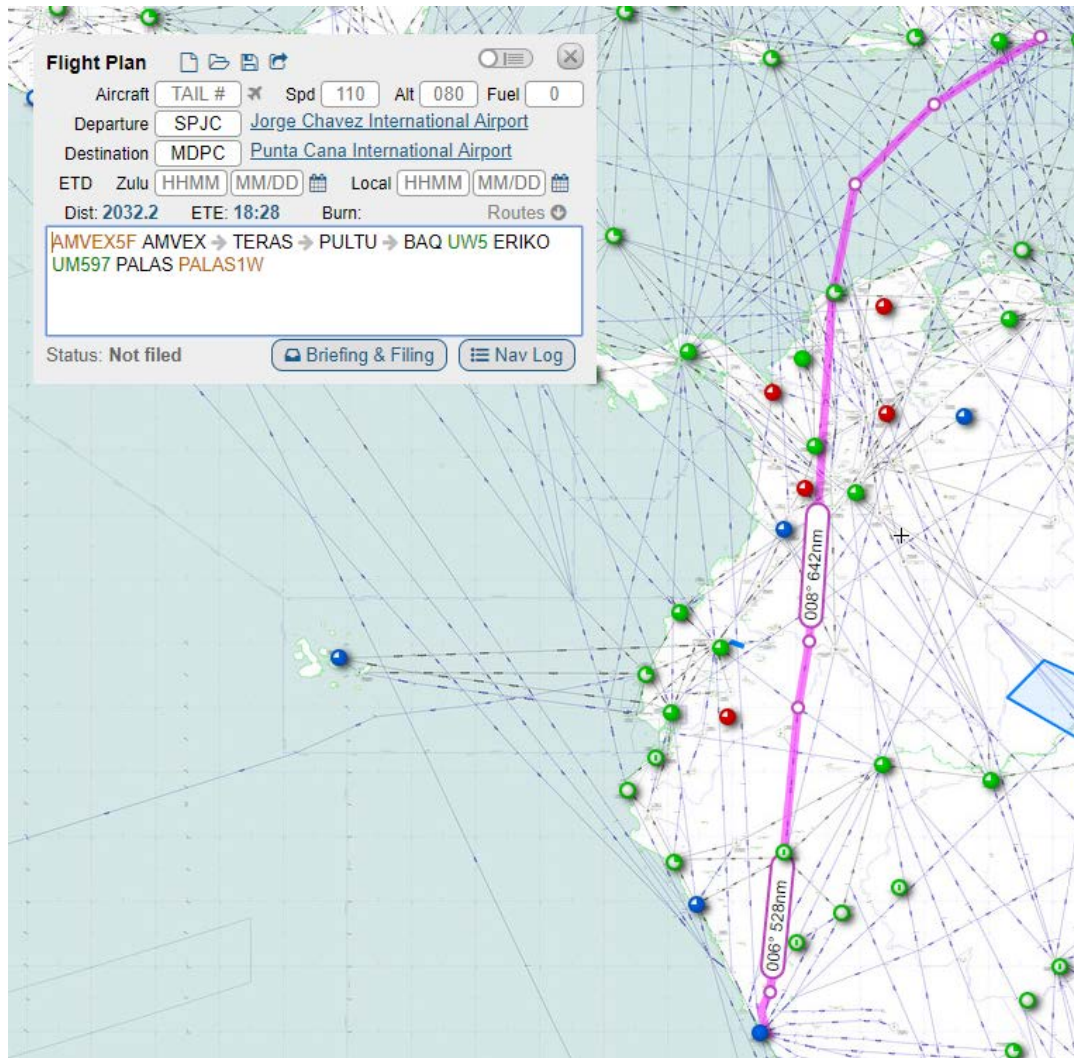 Flight Plan
Aircraft TAIL # Spd 110 Alt 080 Fuel 0
Departure SPJC Jorge Chavez International Airport
Destination MDPC Punta Cana International Airport
ETD Zulu HHMM MM/DD Local HHMM MM/DD
Dist: 2032.2 ETE: 18:28 Burn: Routes
AMVEX5F AMVEX → TERAS → PULTU → BAQ UW5 ERIKO
UM597 PALAS PALAS1W
Status: Not filed Briefing & Filing Nav Log
008° 642nm
006° 528nm